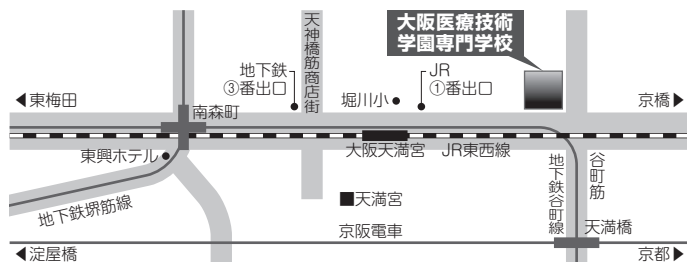 大阪医療技術
学園専門学校
天神橋筋商店街
地下鉄
③番出口
JR
①番出口
堀川小
◀東梅田
京橋▶
南森町
東興ホテル
大阪天満宮
JR東西線
地下鉄谷町線
谷町筋
地下鉄堺筋線
■天満宮
天満橋
京阪電車
◀淀屋橋
京都▶